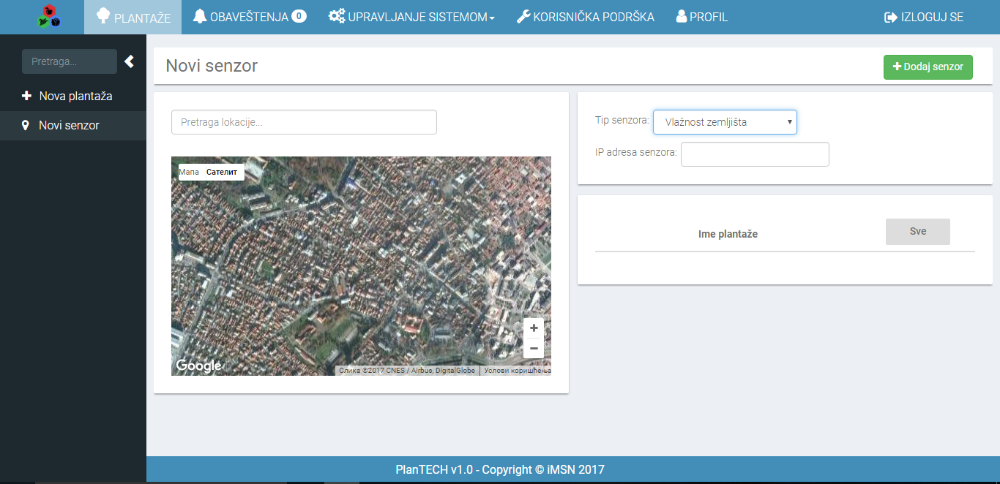 PLANTAŽE OBAVEŠTENJA 0 UPRAVLJANJE SISTEMOM KORISNIČKA PODRŠKA PROFIL IZLOGUJ SE
Pretraga...
Nova plantaža
Novi senzor
Novi senzor
Dodaj senzor
Pretraga lokacije...
Мапа Сателит
Google
Слика ©2017 CNES / Airbus, DigitalGlobe Услови коришћења
Tip senzora: Vlažnost zemljišta
IP adresa senzora:
Ime plantaže Sve
PlanTECH v1.0 - Copyright © iMSN 2017